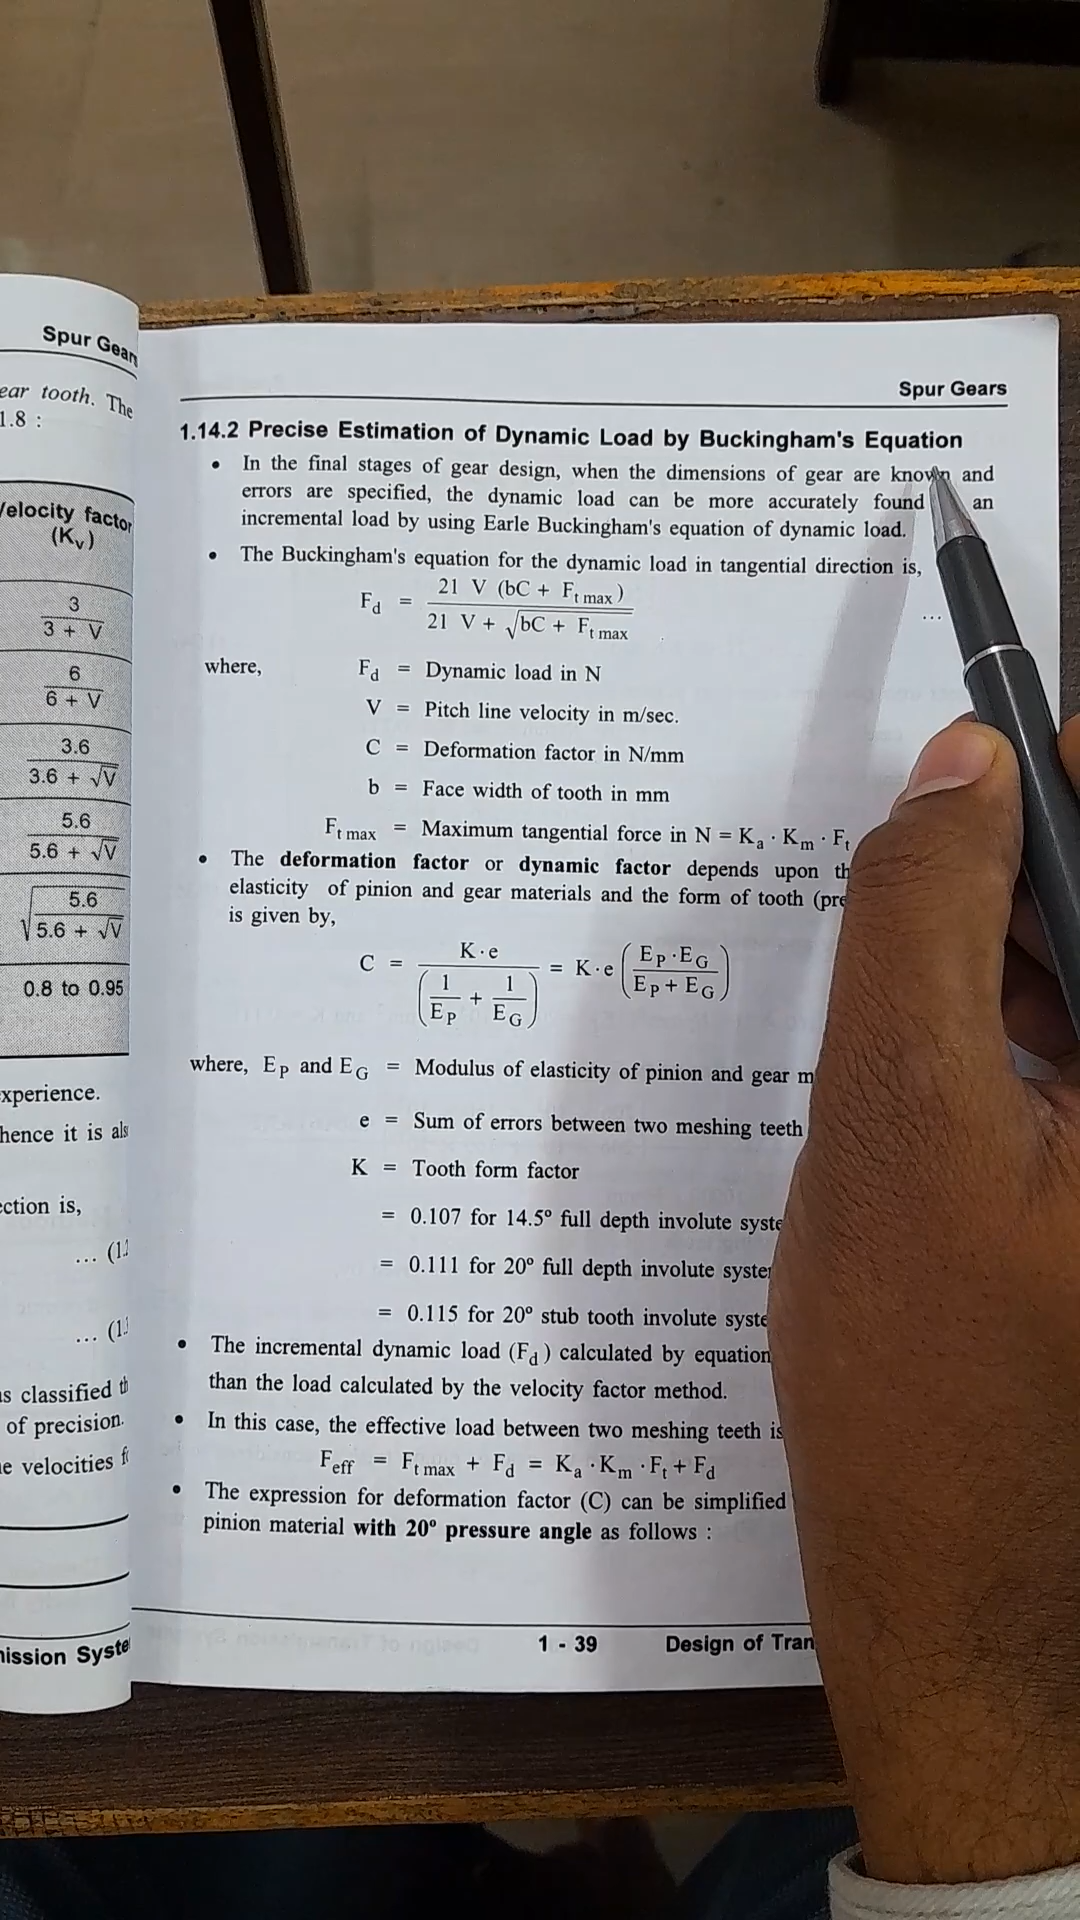 Spur Gears
ear tooth. The
1.8 :
Velocity factor
(Kᵥ)
3
3 + V
6
6 + V
3.6
3.6 + √V
5.6
5.6 + √V
√ 5.6
5.6 + √V
0.8 to 0.95
experience.
hence it is als
ction is,
... (1.
... (1.
as classified th
of precision.
e velocities f
mission Syste
Spur Gears
1.14.2 Precise Estimation of Dynamic Load by Buckingham's Equation
• In the final stages of gear design, when the dimensions of gear are known and
errors are specified, the dynamic load can be more accurately found an
incremental load by using Earle Buckingham's equation of dynamic load.
• The Buckingham's equation for the dynamic load in tangential direction is,
F_d = 21 V (bC + F_t max) / 21 V + √bC + F_t max
...
where, F_d = Dynamic load in N
V = Pitch line velocity in m/sec.
C = Deformation factor in N/mm
b = Face width of tooth in mm
F_t max = Maximum tangential force in N = K_a · K_m · F_t
• The deformation factor or dynamic factor depends upon th
elasticity of pinion and gear materials and the form of tooth (pre
is given by,
C = K·e / (1/E_P + 1/E_G) = K·e (E_P·E_G / E_P + E_G)
where, E_P and E_G = Modulus of elasticity of pinion and gear m
e = Sum of errors between two meshing teeth
K = Tooth form factor
= 0.107 for 14.5º full depth involute syste
= 0.111 for 20º full depth involute syster
= 0.115 for 20º stub tooth involute syste
• The incremental dynamic load (F_d) calculated by equation
than the load calculated by the velocity factor method.
• In this case, the effective load between two meshing teeth is
F_eff = F_t max + F_d = K_a · K_m · F_t + F_d
• The expression for deformation factor (C) can be simplified
pinion material with 20º pressure angle as follows :
1 - 39 Design of Tran